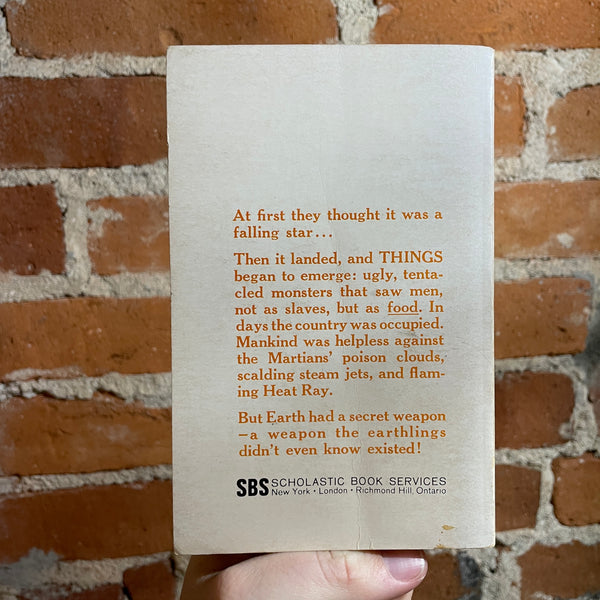 At first they thought it was a
falling star...
Then it landed, and THINGS
began to emerge: ugly, tenta-
cled monsters that saw men,
not as slaves, but as food. In
days the country was occupied.
Mankind was helpless against
the Martians' poison clouds,
scalding steam jets, and flam-
ing Heat Ray.
But Earth had a secret weapon
—a weapon the earthlings
didn't even know existed!
SBS SCHOLASTIC BOOK SERVICES
New York • London • Richmond Hill, Ontario